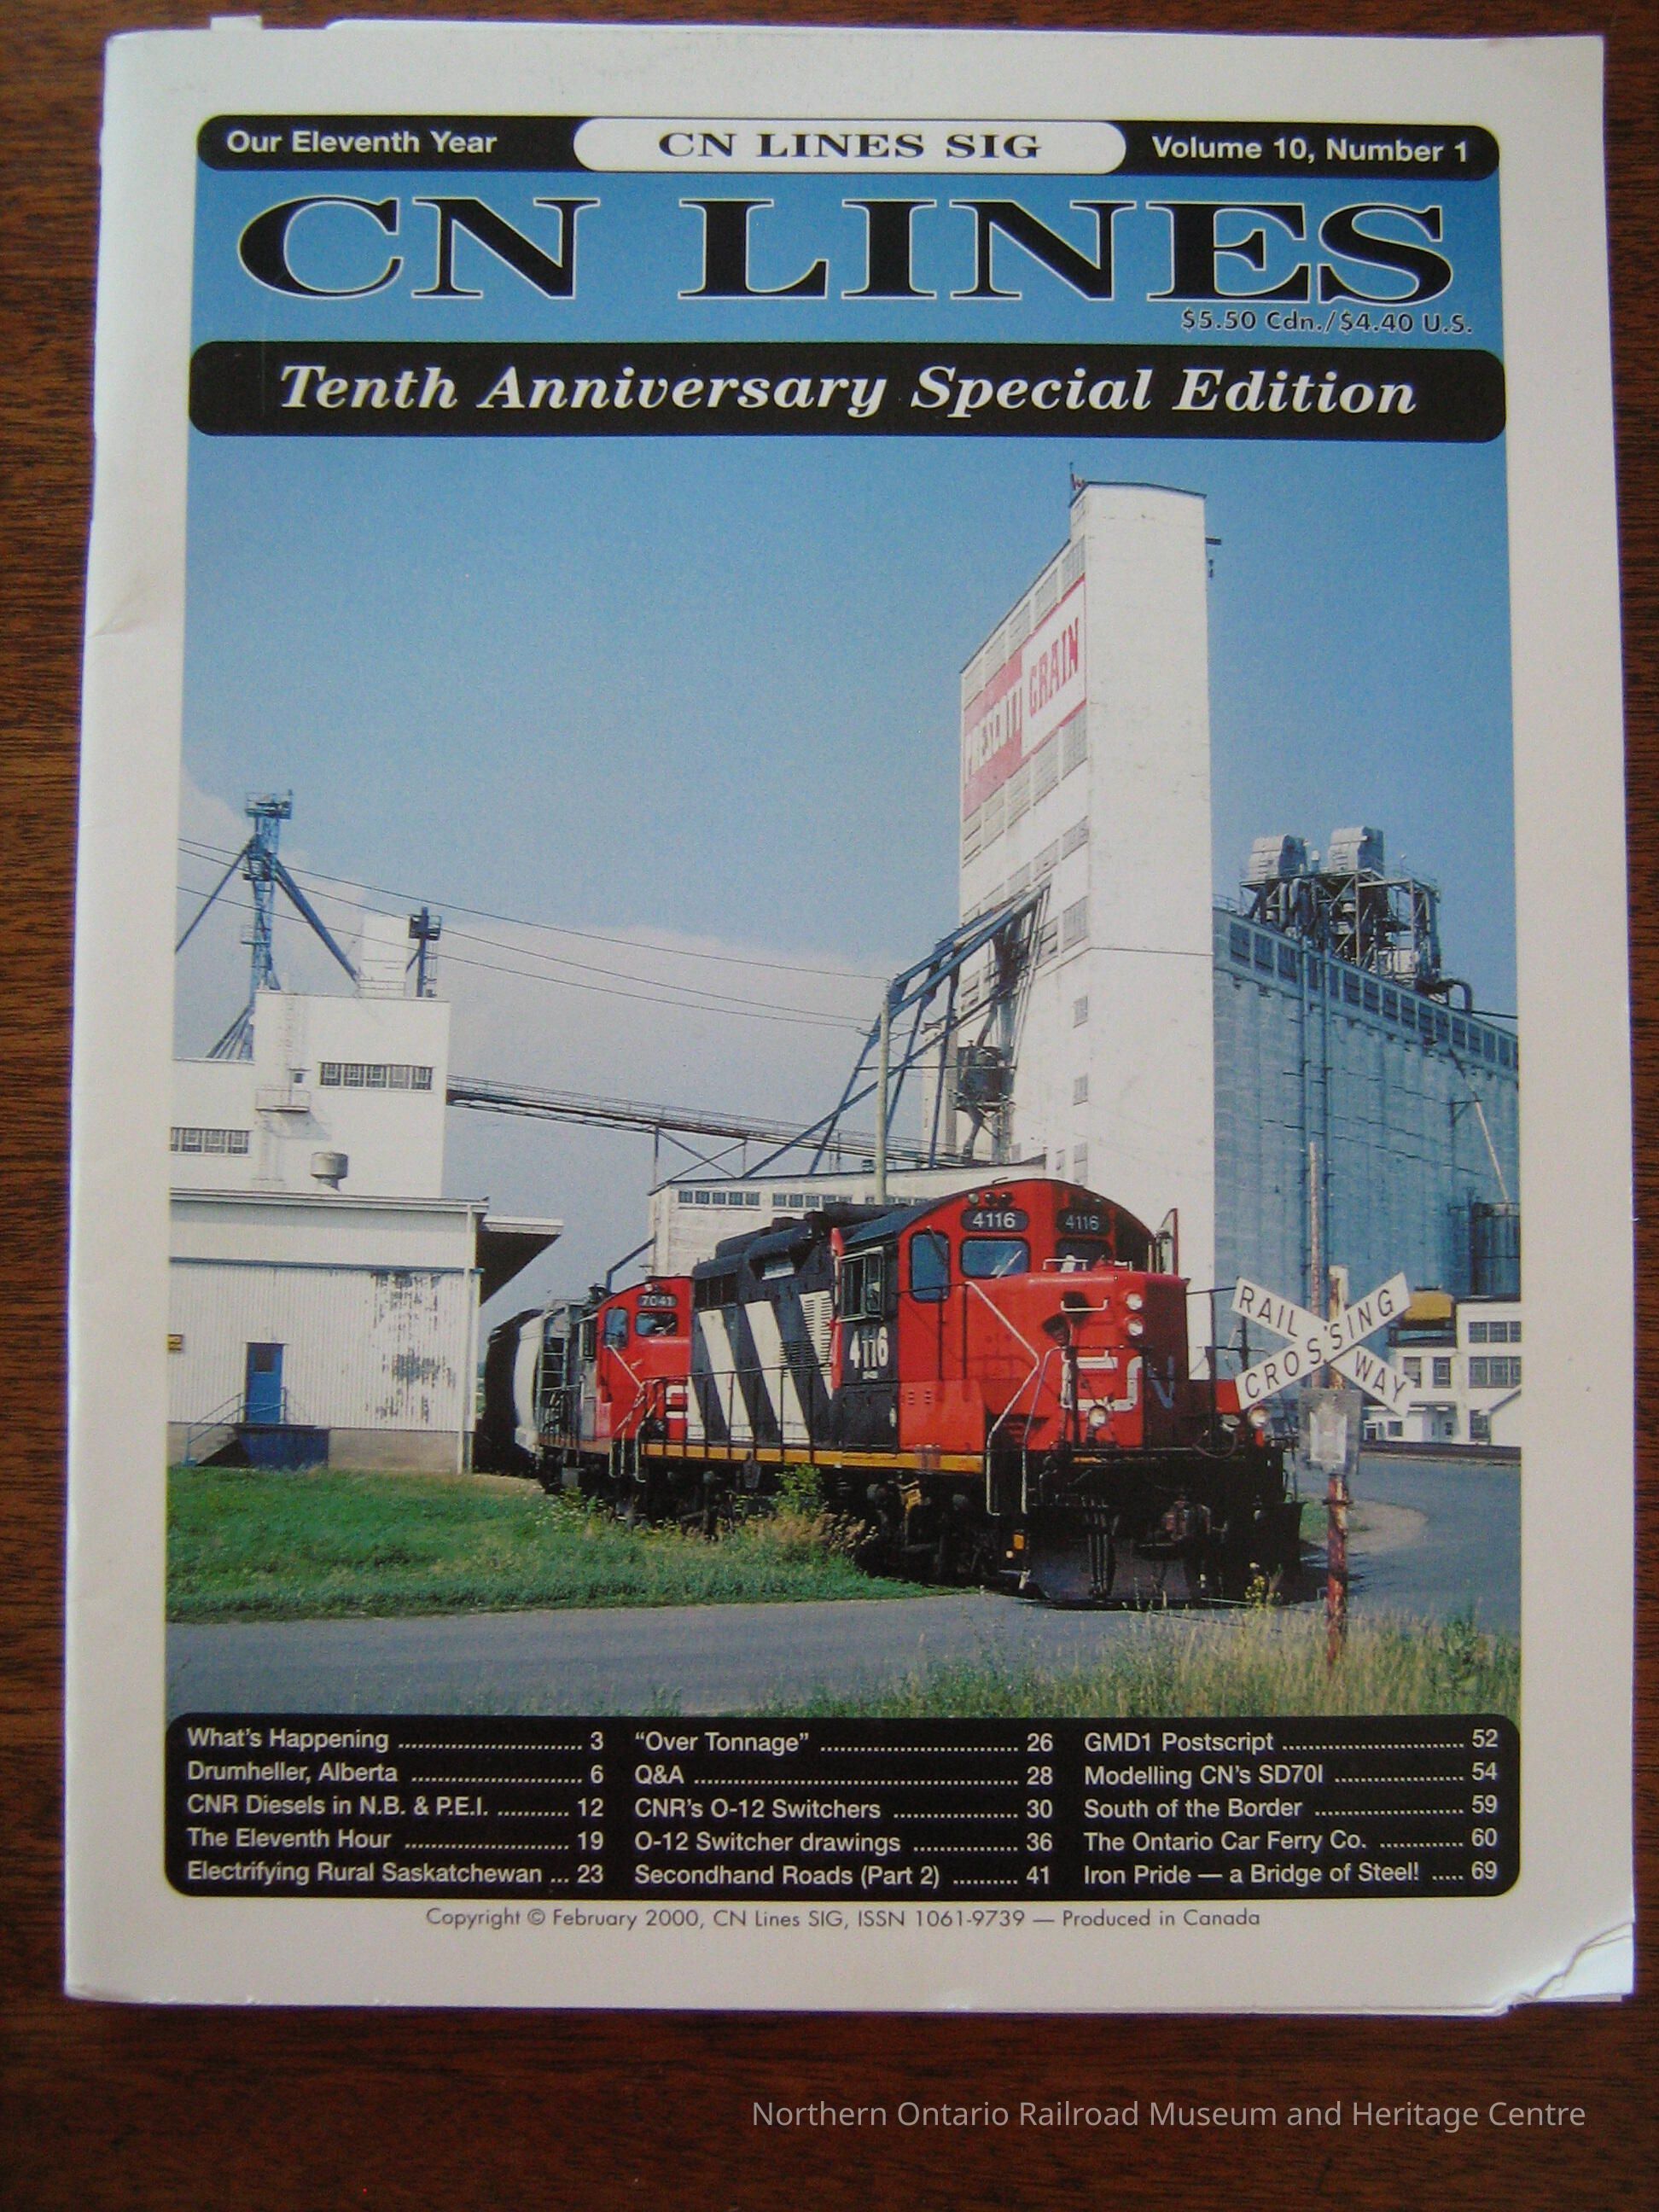 Our Eleventh Year
CN LINES SIG
Volume 10, Number 1
CN LINES
$5.50 Cdn./$4.40 U.S.
Tenth Anniversary Special Edition
GRAIN
4116 4116
7041
4116
CN
RAIL CROSSING WAY
What's Happening ........................... 3
Drumheller, Alberta ......................... 6
CNR Diesels in N.B. & P.E.I. ........... 12
The Eleventh Hour ......................... 19
Electrifying Rural Saskatchewan ... 23
“Over Tonnage” .............................. 26
Q&A ................................................. 28
CNR's O-12 Switchers ................... 30
O-12 Switcher drawings ............... 36
Secondhand Roads (Part 2) .......... 41
GMD1 Postscript ........................... 52
Modelling CN's SD70I ................... 54
South of the Border ...................... 59
The Ontario Car Ferry Co. ............. 60
Iron Pride — a Bridge of Steel! ..... 69
Copyright © February 2000, CN Lines SIG, ISSN 1061-9739 — Produced in Canada
Northern Ontario Railroad Museum and Heritage Centre